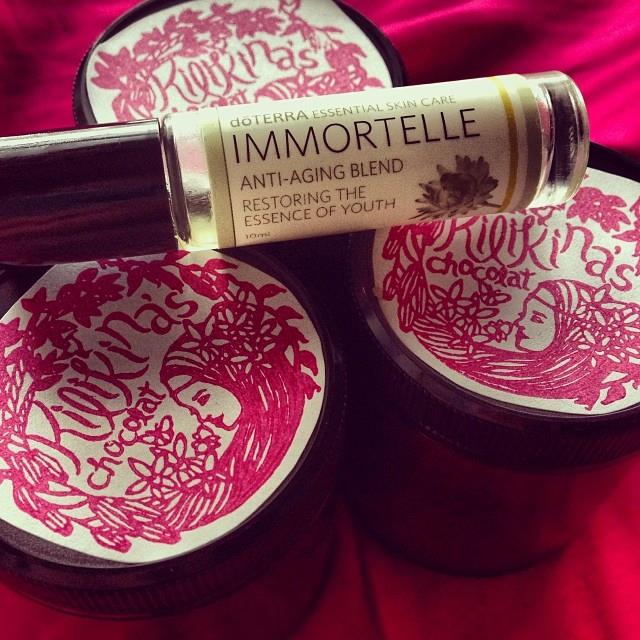 Kilikina's
chocolat
dōTERRA ESSENTIAL SKIN CARE
IMMORTELLE
ANTI-AGING BLEND
RESTORING THE
ESSENCE OF YOUTH
10ml
Kilikina's
chocolat
Kilikina's
chocolat